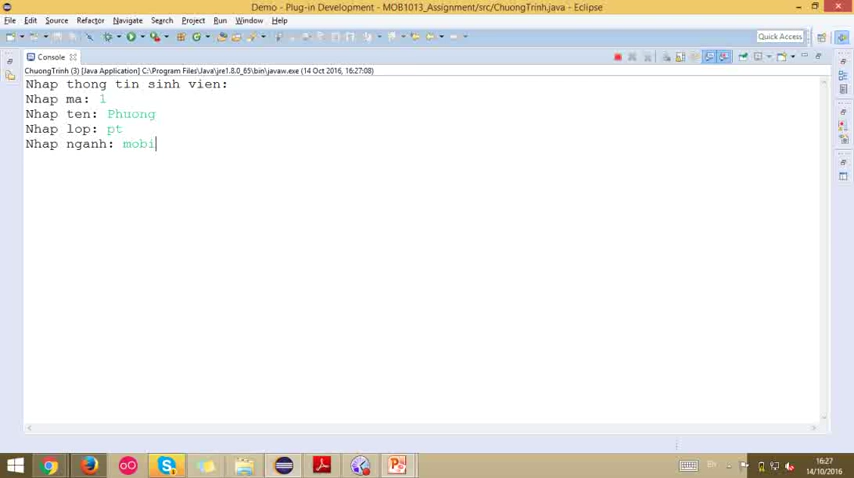 Demo - Plug-in Development - MOB1013_Assignment/src/ChuongTrinh.java - Eclipse
File Edit Source Refactor Navigate Search Project Run Window Help
Quick Access
Console
ChuongTrinh (3) [Java Application] C:\Program Files\Java\jre1.8.0_65\bin\javaw.exe (14 Oct 2016, 16:27:08)
Nhap thong tin sinh vien:
Nhap ma: 1
Nhap ten: Phuong
Nhap lop: pt
Nhap nganh: mobi
16:27
14/10/2016